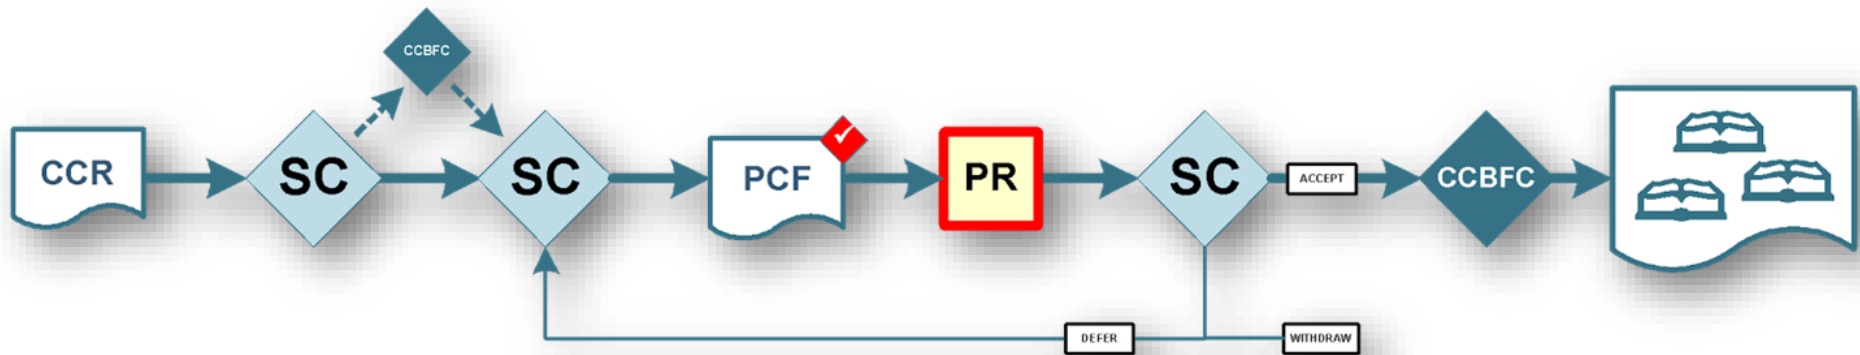 CCBFC
CCR
SC
SC
PCF
PR
SC
ACCEPT
CCBFC
DEFER
WITHDRAW